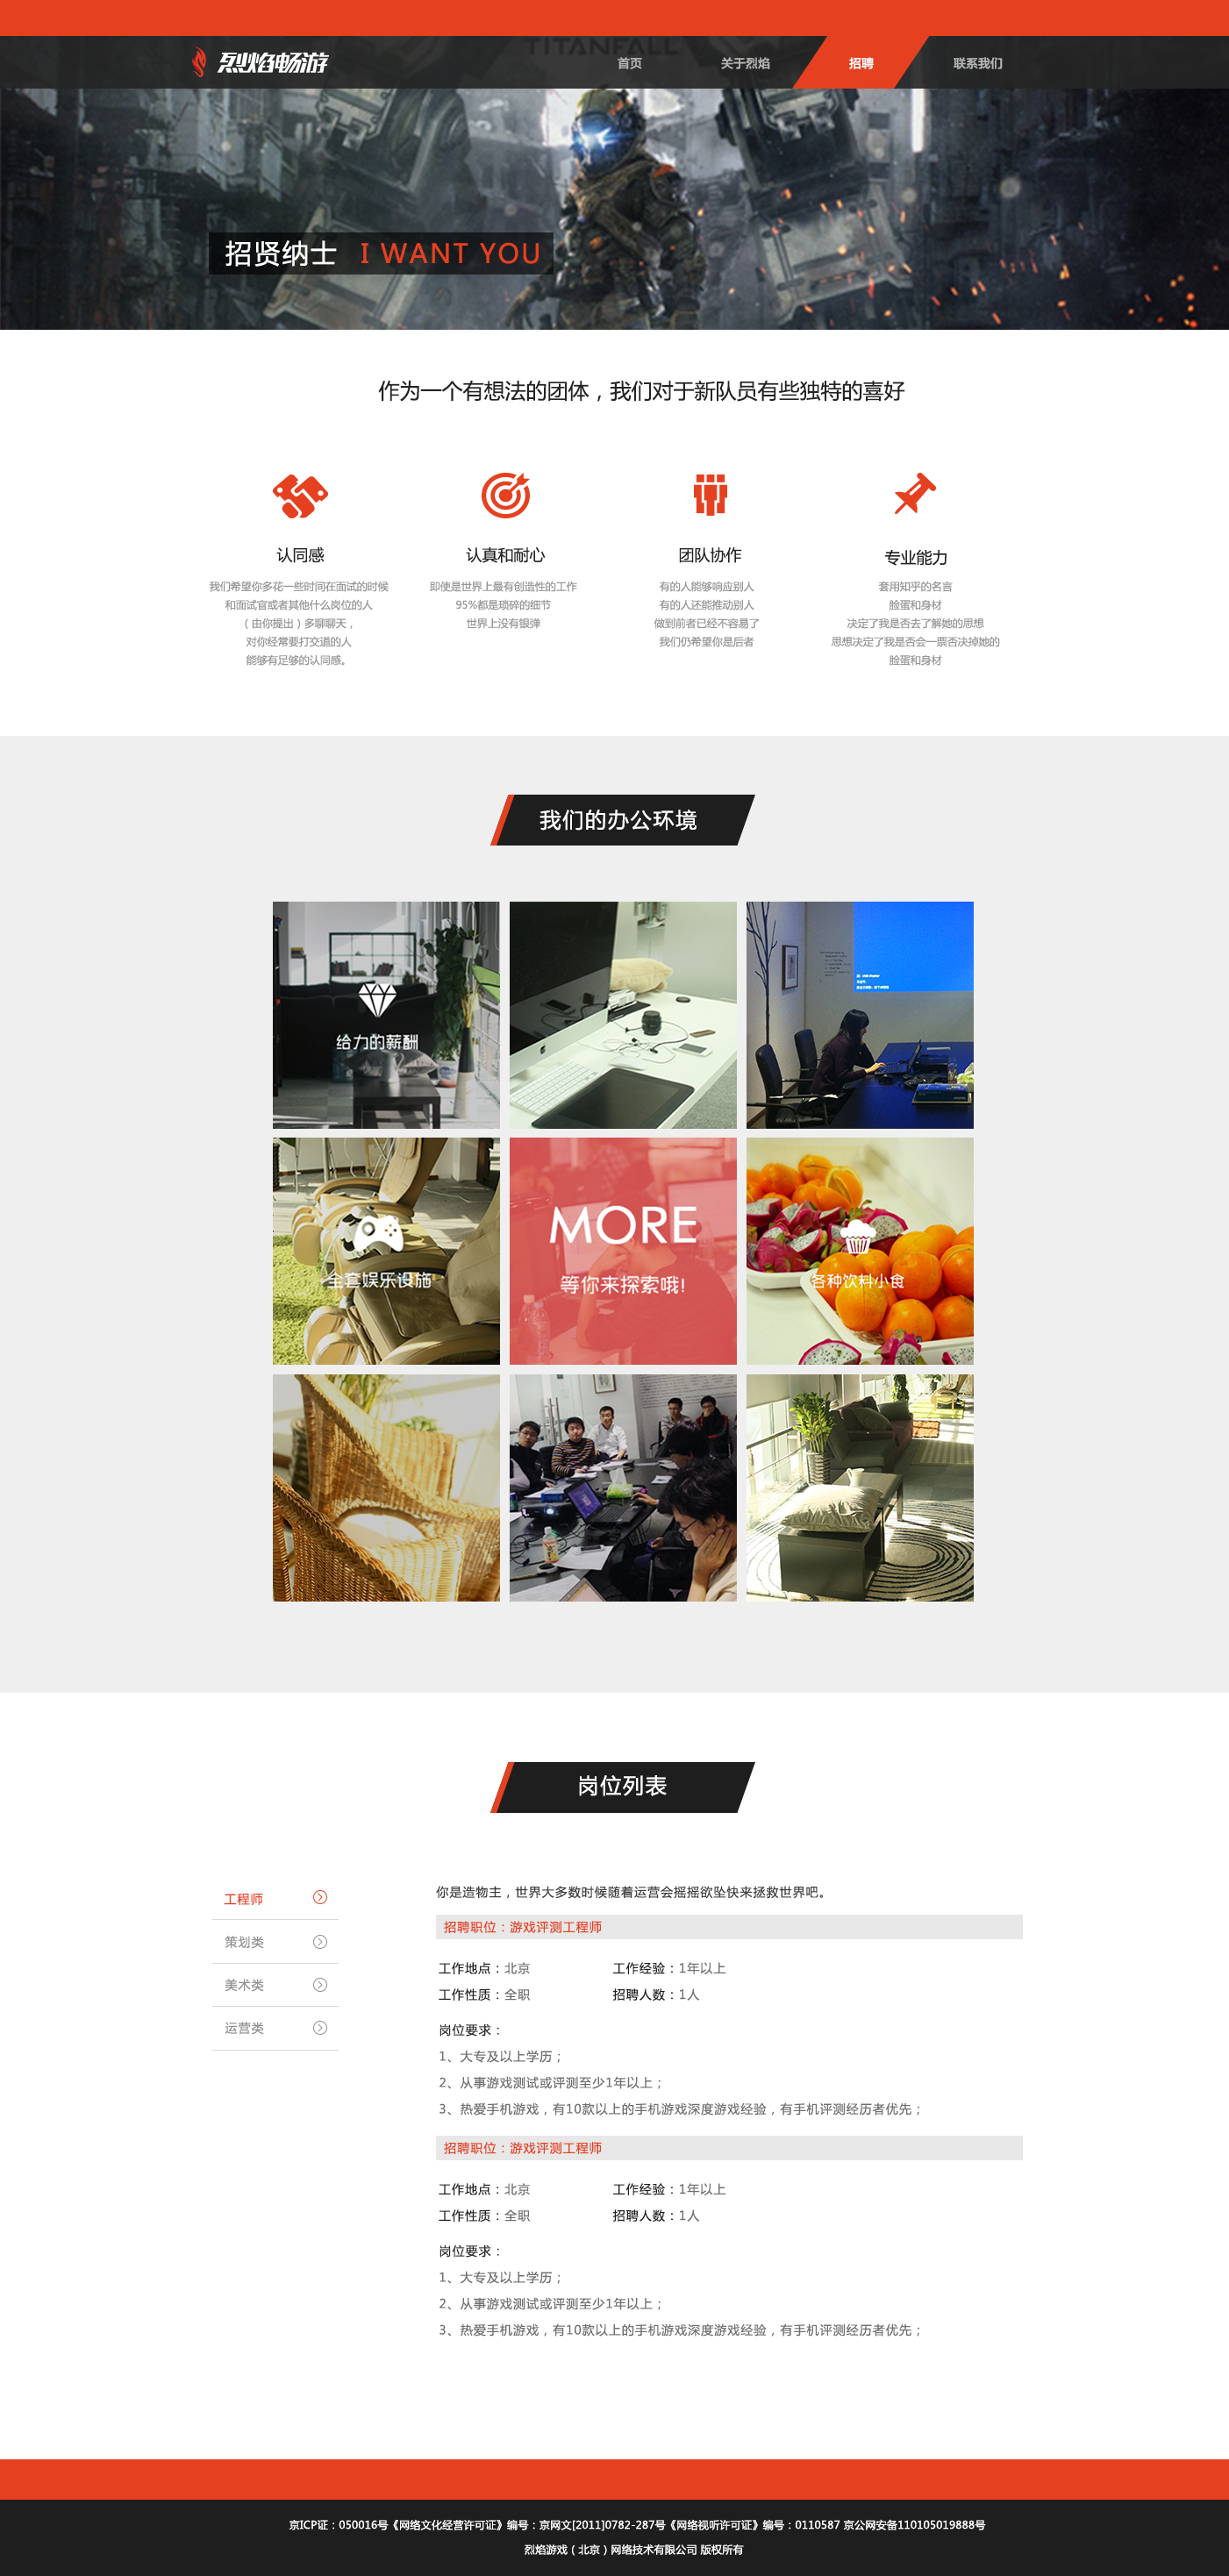 TITANFALL
烈焰畅游
首页
关于烈焰
招聘
联系我们
招贤纳士 I WANT YOU
作为一个有想法的团体，我们对于新队员有些独特的喜好
认同感
我们希望你多花一些时间在面试的时候
和面试官或者其他什么岗位的人
（由你提出）多聊聊天，
对你经常要打交道的人
能够有足够的认同感。
认真和耐心
即使是世界上最有创造性的工作
95%都是琐碎的细节
世界上没有银弹
团队协作
有的人能够响应别人
有的人还能推动别人
做到前者已经不容易了
我们仍希望你是后者
专业能力
套用知乎的名言
脸蛋和身材
决定了我是否去了解她的思想
思想决定了我是否会一票否决掉她的
脸蛋和身材
我们的办公环境
给力的薪酬
全套娱乐设施
MORE
等你来探索哦!
各种饮料小食
岗位列表
工程师
策划类
美术类
运营类
你是造物主，世界大多数时候随着运营会摇摇欲坠快来拯救世界吧。
招聘职位：游戏评测工程师
工作地点：北京 工作经验：1年以上
工作性质：全职 招聘人数：1人
岗位要求：
1、大专及以上学历；
2、从事游戏测试或评测至少1年以上；
3、热爱手机游戏，有10款以上的手机游戏深度游戏经验，有手机评测经历者优先；
招聘职位：游戏评测工程师
工作地点：北京 工作经验：1年以上
工作性质：全职 招聘人数：1人
岗位要求：
1、大专及以上学历；
2、从事游戏测试或评测至少1年以上；
3、热爱手机游戏，有10款以上的手机游戏深度游戏经验，有手机评测经历者优先；
京ICP证：050016号《网络文化经营许可证》编号：京网文[2011]0782-287号《网络视听许可证》编号：0110587 京公网安备110105019888号
烈焰游戏（北京）网络技术有限公司 版权所有